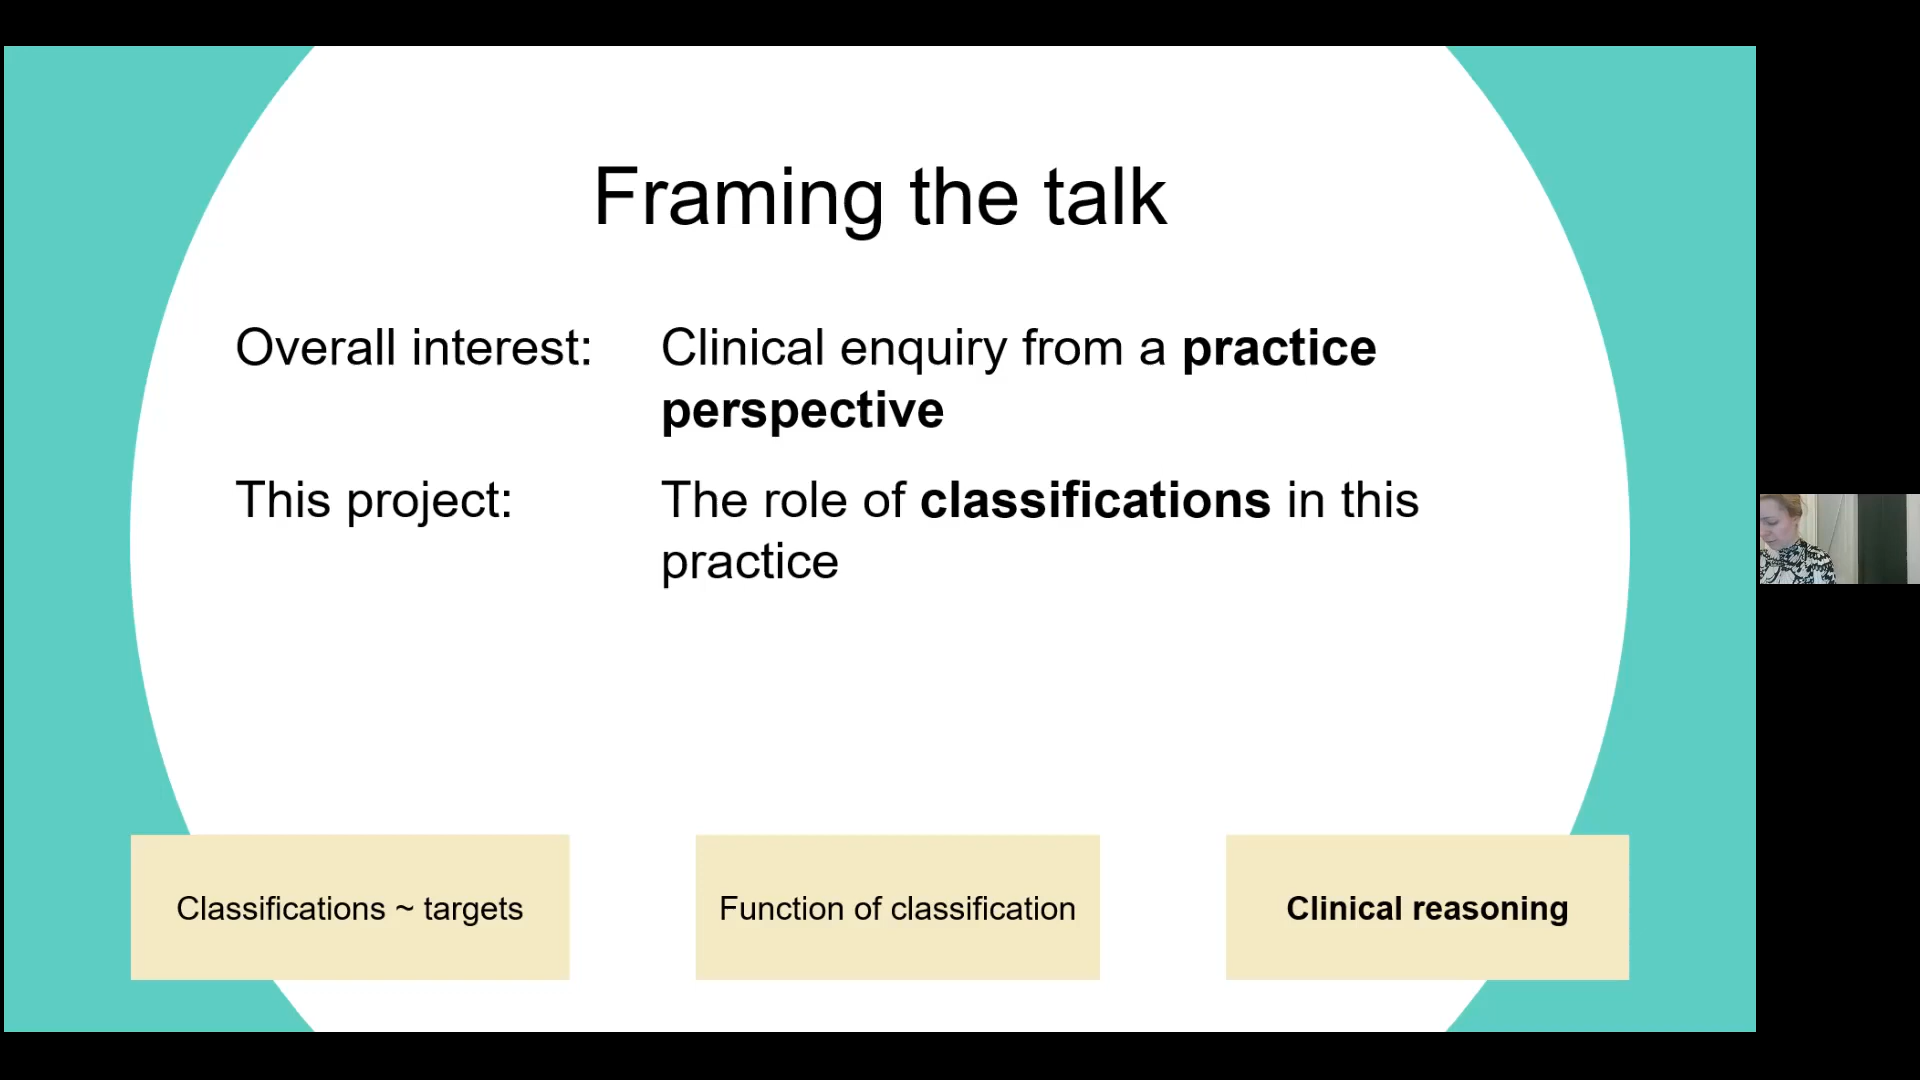 Framing the talk
Overall interest: Clinical enquiry from a practice
perspective
This project: The role of classifications in this
practice
Classifications ~ targets
Function of classification
Clinical reasoning